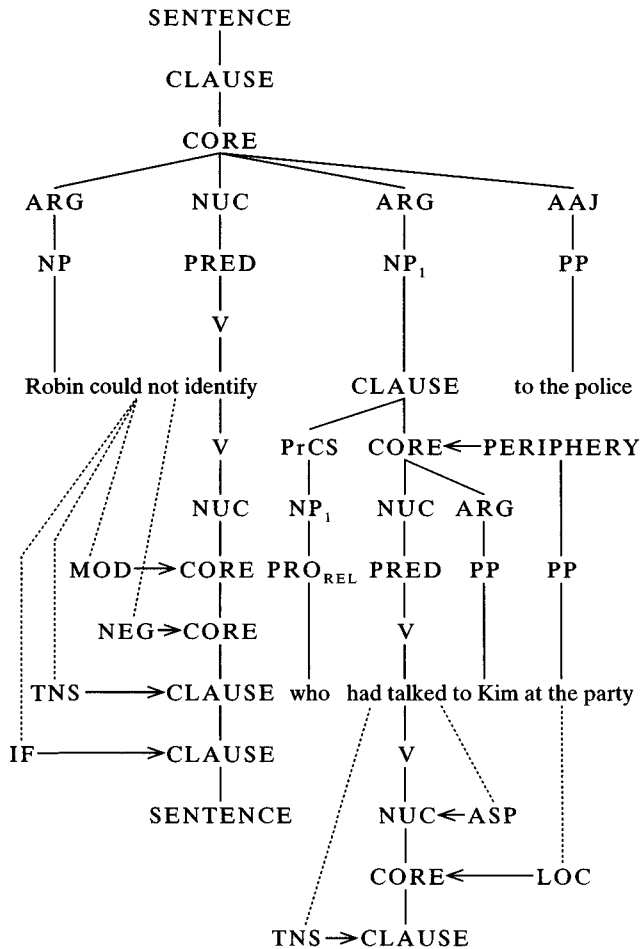 SENTENCE
CLAUSE
CORE
ARG NUC ARG AAJ
NP PRED NP₁ PP
V
Robin could not identify CLAUSE to the police
V PrCS CORE PERIPHERY
NUC NP₁ NUC ARG
MOD CORE PRO_REL PRED PP PP
NEG CORE V
TNS CLAUSE who had talked to Kim at the party
IF CLAUSE V
SENTENCE NUC ASP
CORE LOC
TNS CLAUSE